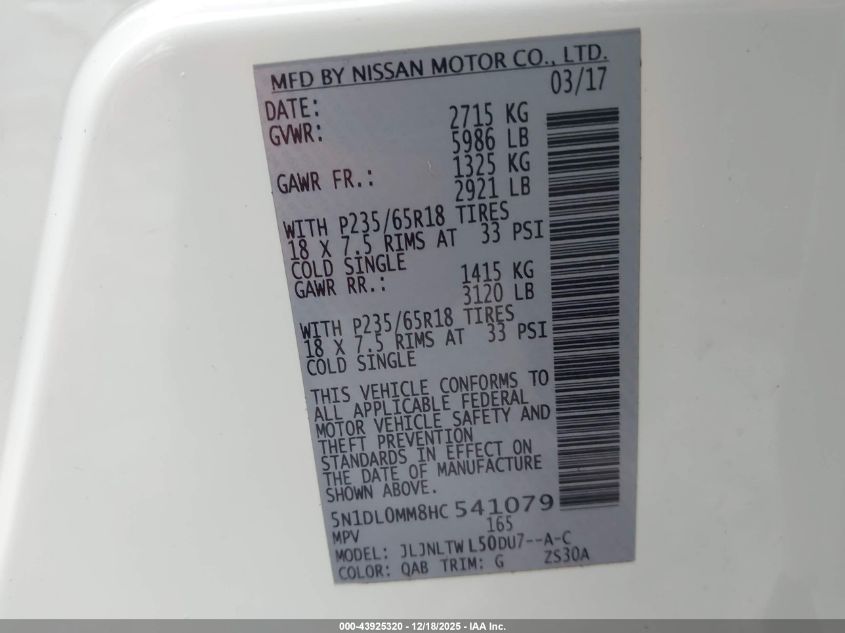 MFD BY NISSAN MOTOR CO., LTD.
DATE: 03/17
GVWR: 2715 KG
5986 LB
GAWR FR.: 1325 KG
2921 LB
WITH P235/65R18 TIRES
18 X 7.5 RIMS AT 33 PSI
COLD SINGLE
GAWR RR.: 1415 KG
3120 LB
WITH P235/65R18 TIRES
18 X 7.5 RIMS AT 33 PSI
COLD SINGLE
THIS VEHICLE CONFORMS TO
ALL APPLICABLE FEDERAL
MOTOR VEHICLE SAFETY AND
THEFT PREVENTION
STANDARDS IN EFFECT ON
THE DATE OF MANUFACTURE
SHOWN ABOVE.
5N1DL0MM8HC541079
MPV 165
MODEL: JLJNLTWL50DU7--A-C
COLOR: QAB TRIM: G ZS30A
000-43925320 - 12/18/2025 - IAA Inc.